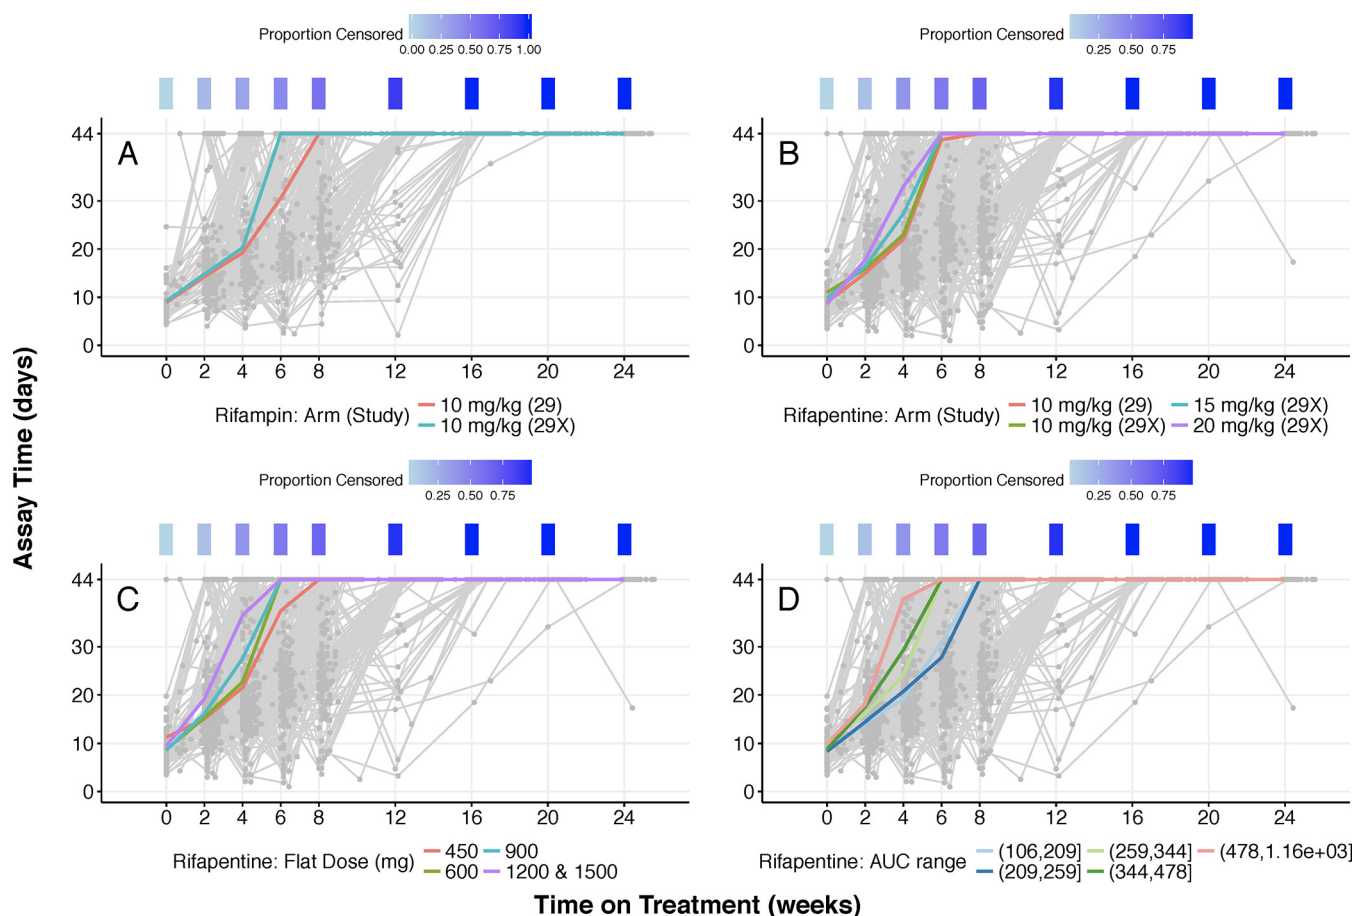 Proportion Censored
0.00 0.25 0.50 0.75 1.00
A
44
30
20
10
0
0 2 4 6 8 12 16 20 24
Rifampin: Arm (Study)
10 mg/kg (29)
10 mg/kg (29X)
Proportion Censored
0.25 0.50 0.75
B
44
30
20
10
0
0 2 4 6 8 12 16 20 24
Rifapentine: Arm (Study)
10 mg/kg (29) 15 mg/kg (29X)
10 mg/kg (29X) 20 mg/kg (29X)
Assay Time (days)
Proportion Censored
0.25 0.50 0.75
C
44
30
20
10
0
0 2 4 6 8 12 16 20 24
Rifapentine: Flat Dose (mg)
450 900
600 1200 & 1500
Proportion Censored
0.25 0.50 0.75
D
44
30
20
10
0
0 2 4 6 8 12 16 20 24
Rifapentine: AUC range
(106,209] (259,344] (478,1.16e+03]
(209,259] (344,478]
Time on Treatment (weeks)